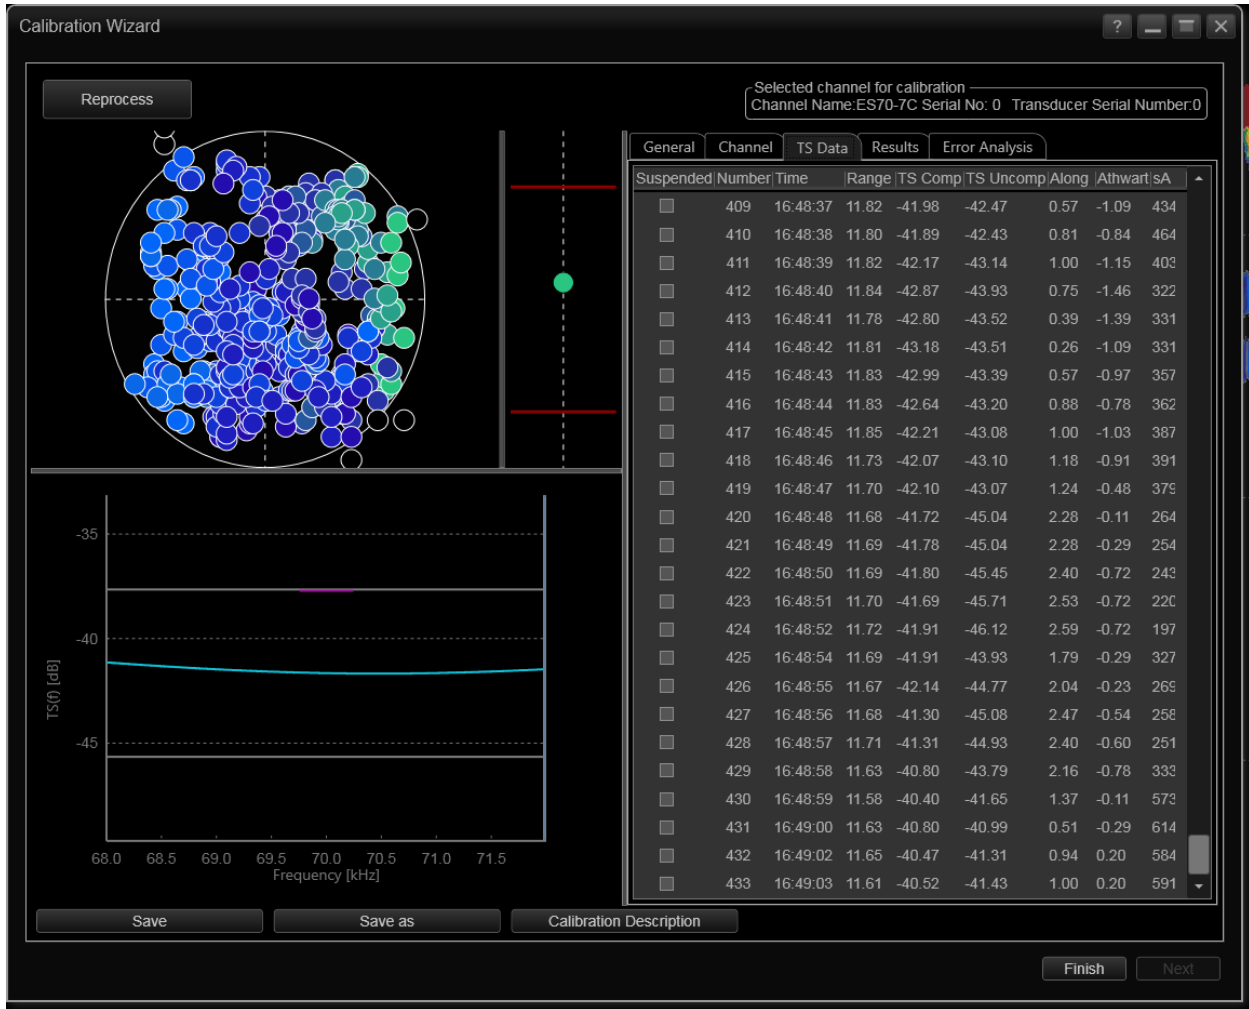 Calibration Wizard
?
Reprocess
Selected channel for calibration
Channel Name:ES70-7C Serial No: 0 Transducer Serial Number:0
General Channel TS Data Results Error Analysis
Suspended Number Time Range TS Comp TS Uncomp Along Athwart sA
409 16:48:37 11.82 -41.98 -42.47 0.57 -1.09 434
410 16:48:38 11.80 -41.89 -42.43 0.81 -0.84 464
411 16:48:39 11.82 -42.17 -43.14 1.00 -1.15 403
412 16:48:40 11.84 -42.87 -43.93 0.75 -1.46 322
413 16:48:41 11.78 -42.80 -43.52 0.39 -1.39 331
414 16:48:42 11.81 -43.18 -43.51 0.26 -1.09 331
415 16:48:43 11.83 -42.99 -43.39 0.57 -0.97 357
416 16:48:44 11.83 -42.64 -43.20 0.88 -0.78 362
417 16:48:45 11.85 -42.21 -43.08 1.00 -1.03 387
418 16:48:46 11.73 -42.07 -43.10 1.18 -0.91 391
419 16:48:47 11.70 -42.10 -43.07 1.24 -0.48 379
420 16:48:48 11.68 -41.72 -45.04 2.28 -0.11 264
421 16:48:49 11.69 -41.78 -45.04 2.28 -0.29 254
422 16:48:50 11.69 -41.80 -45.45 2.40 -0.72 243
423 16:48:51 11.70 -41.69 -45.71 2.53 -0.72 220
424 16:48:52 11.72 -41.91 -46.12 2.59 -0.72 197
425 16:48:54 11.69 -41.91 -43.93 1.79 -0.29 327
426 16:48:55 11.67 -42.14 -44.77 2.04 -0.23 269
427 16:48:56 11.68 -41.30 -45.08 2.47 -0.54 258
428 16:48:57 11.71 -41.31 -44.93 2.40 -0.60 251
429 16:48:58 11.63 -40.80 -43.79 2.16 -0.78 333
430 16:48:59 11.58 -40.40 -41.65 1.37 -0.11 573
431 16:49:00 11.63 -40.80 -40.99 0.51 -0.29 614
432 16:49:02 11.65 -40.47 -41.31 0.94 0.20 584
433 16:49:03 11.61 -40.52 -41.43 1.00 0.20 591
-35
-40
-45
TS(f) [dB]
68.0 68.5 69.0 69.5 70.0 70.5 71.0 71.5
Frequency [kHz]
Save Save as Calibration Description
Finish Next